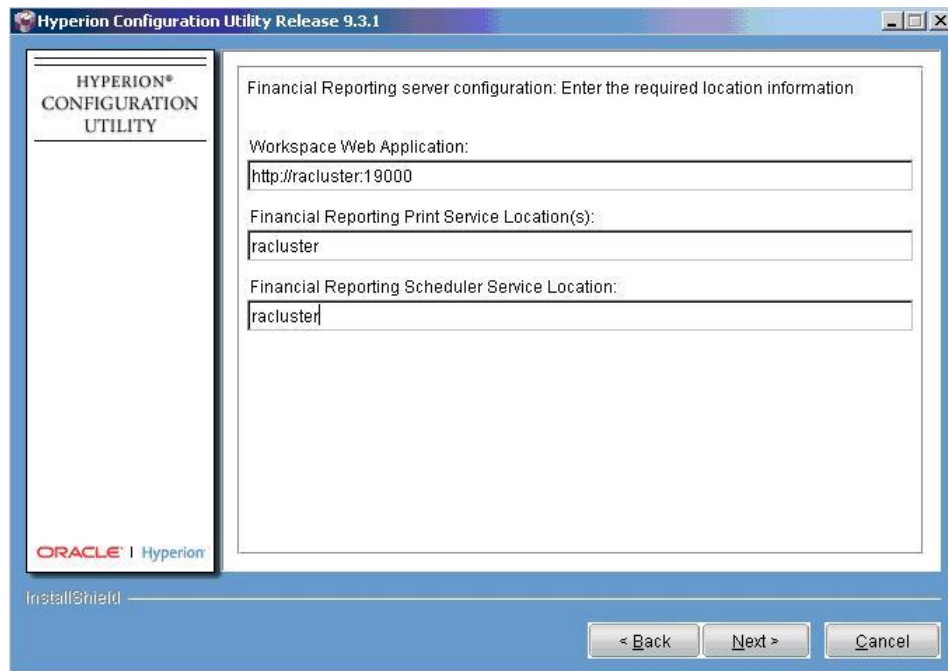 Hyperion Configuration Utility Release 9.3.1
HYPERION®
CONFIGURATION
UTILITY
Financial Reporting server configuration: Enter the required location information
Workspace Web Application:
http://racluster:19000
Financial Reporting Print Service Location(s):
racluster
Financial Reporting Scheduler Service Location:
racluster
ORACLE® | Hyperion
InstallShield
< Back
Next >
Cancel